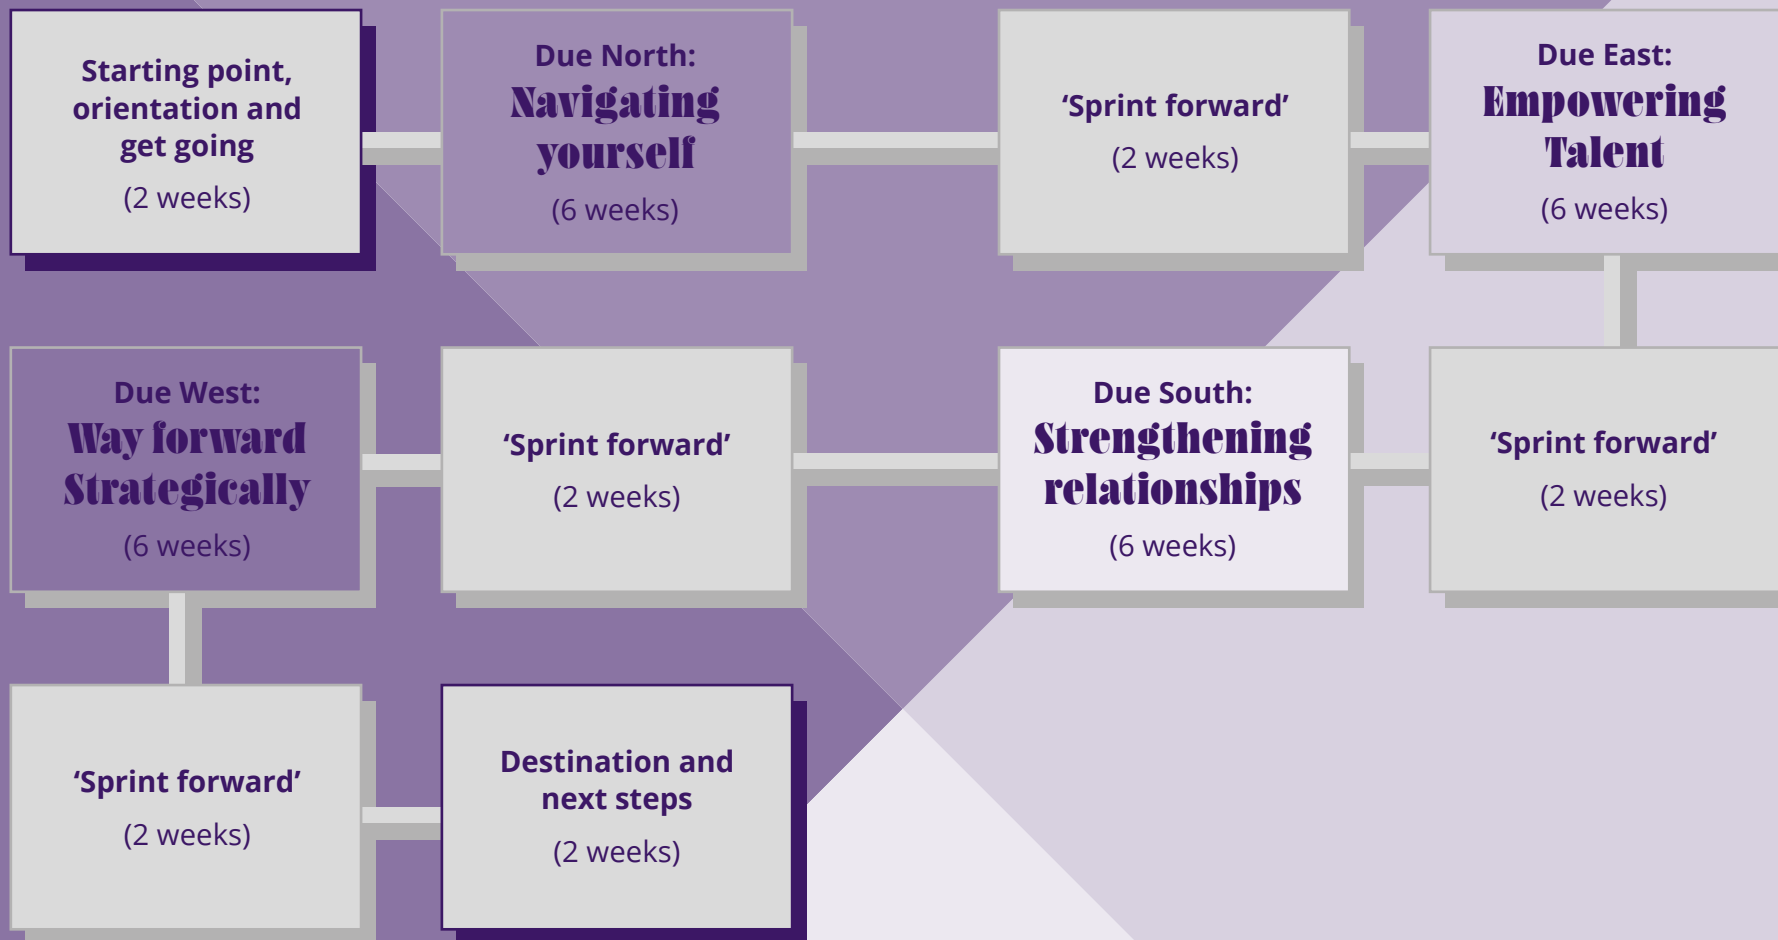 Starting point,
orientation and
get going
(2 weeks)
Due North:
Navigating
yourself
(6 weeks)
‘Sprint forward’
(2 weeks)
Due East:
Empowering
Talent
(6 weeks)
Due West:
Way forward
Strategically
(6 weeks)
‘Sprint forward’
(2 weeks)
Due South:
Strengthening
relationships
(6 weeks)
‘Sprint forward’
(2 weeks)
‘Sprint forward’
(2 weeks)
Destination and
next steps
(2 weeks)